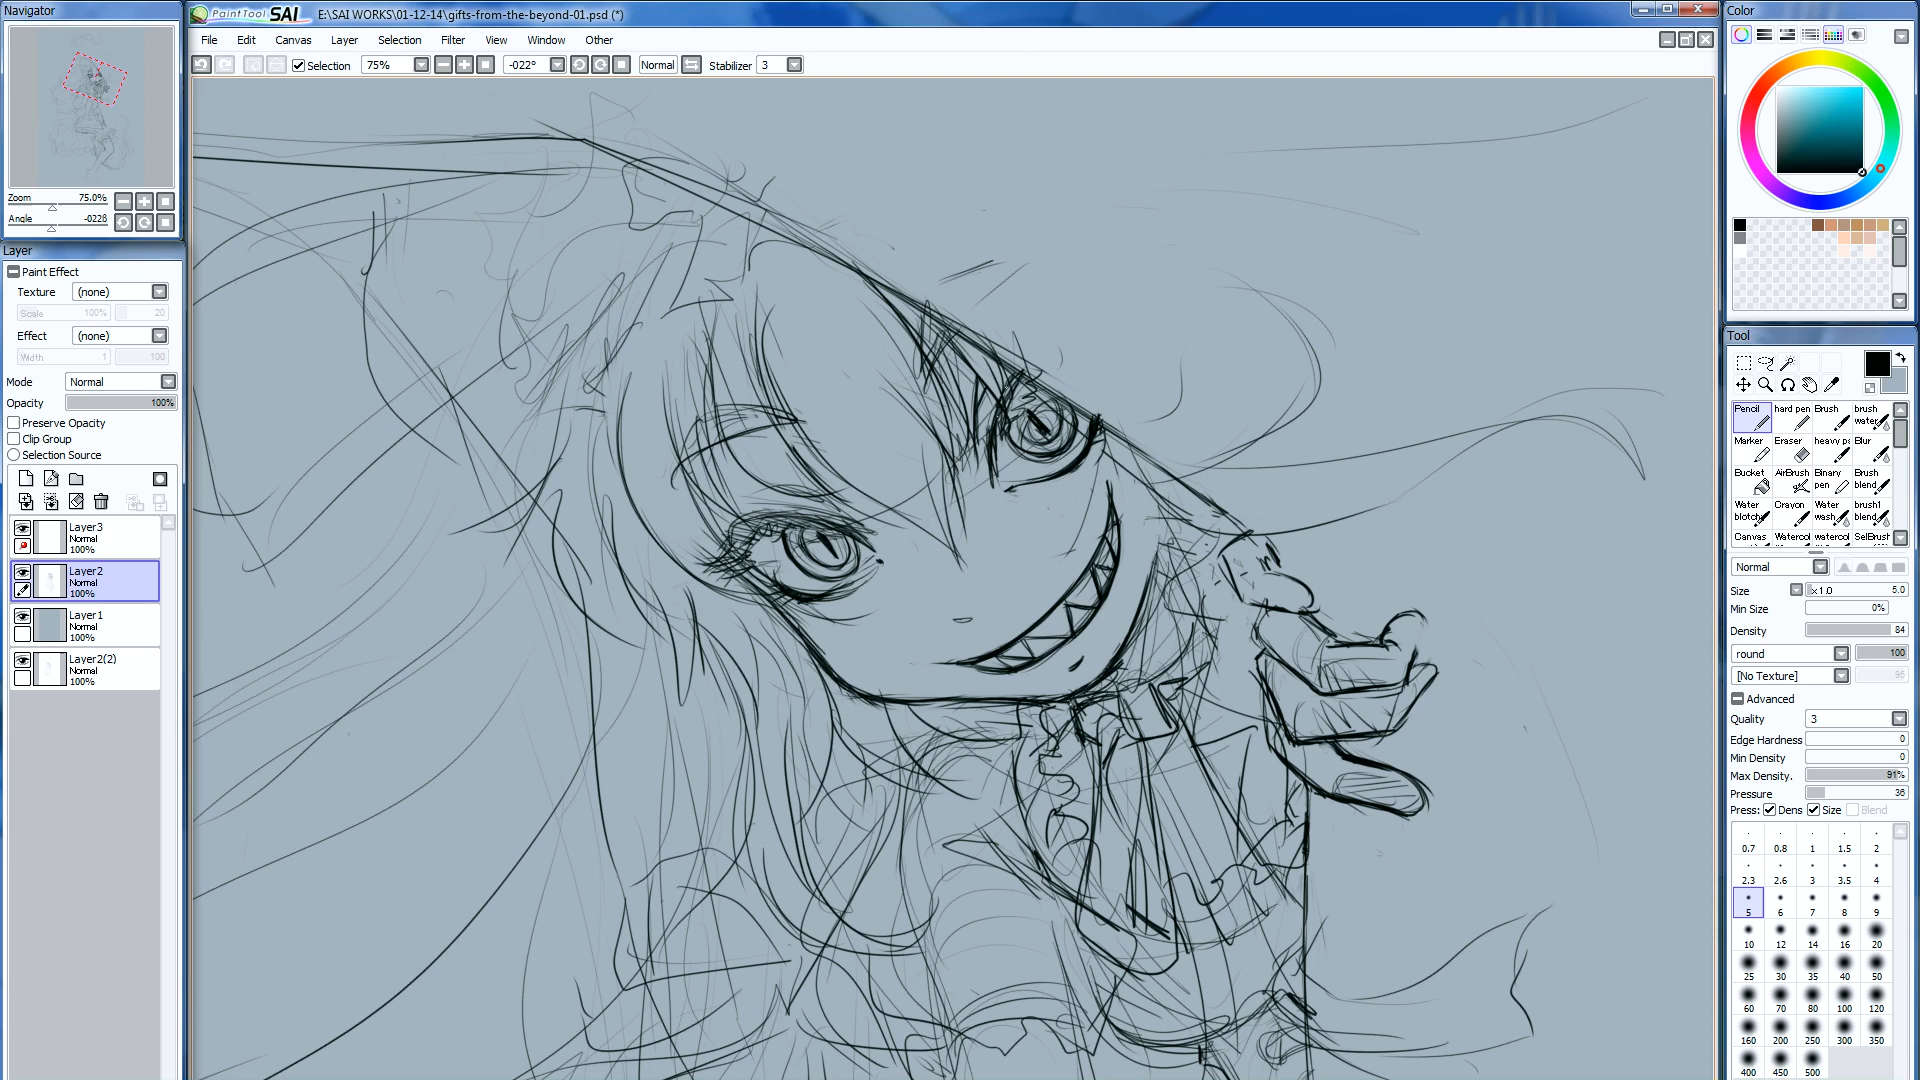 Navigator
PaintTool SAI E:\SAI WORKS\01-12-14\gifts-from-the-beyond-01.psd (*)
Color
File Edit Canvas Layer Selection Filter View Window Other
Selection 75% -022° Normal Stabilizer 3
Zoom 75.0%
Angle -0228
Layer
Paint Effect
Texture (none)
Scale 100% 20
Effect (none)
Width 1 100
Mode Normal
Opacity 100%
Preserve Opacity
Clip Group
Selection Source
Layer3
Normal
100%
Layer2
Normal
100%
Layer1
Normal
100%
Layer2(2)
Normal
100%
Tool
Pencil hard pen Brush brush water
Marker Eraser heavy p Blur
Bucket AirBrush Binary pen Brush blend
Water blotch Crayon Water wash brush1 blend
Canvas Watercol watercol SelBrush
Normal
Size x 1.0 5.0
Min Size 0%
Density 84
round 100
[No Texture] 95
Advanced
Quality 3
Edge Hardness 0
Min Density 0
Max Density. 91%
Pressure 36
Press: Dens Size Blend
0.7 0.8 1 1.5 2
2.3 2.6 3 3.5 4
5 6 7 8 9
10 12 14 16 20
25 30 35 40 50
60 70 80 100 120
160 200 250 300 350
400 450 500